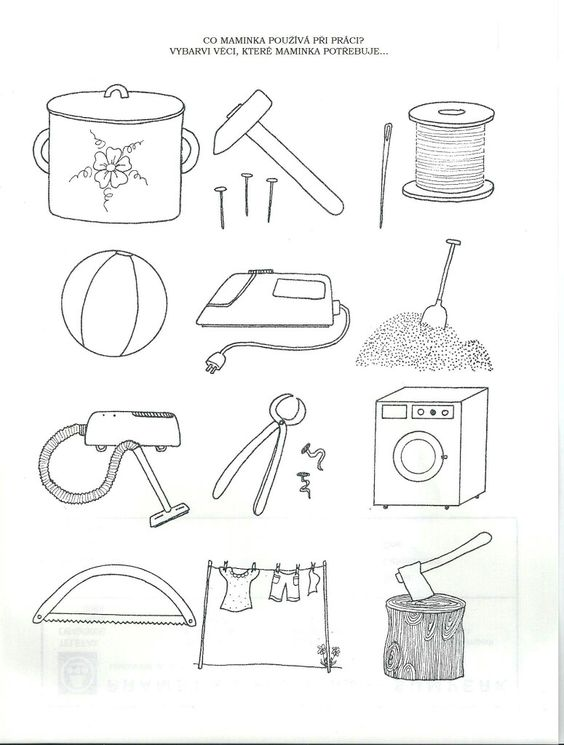 CO MAMINKA POUŽÍVÁ PŘI PRÁCI?
VYBARVI VĚCI, KTERÉ MAMINKA POTŘEBUJE...